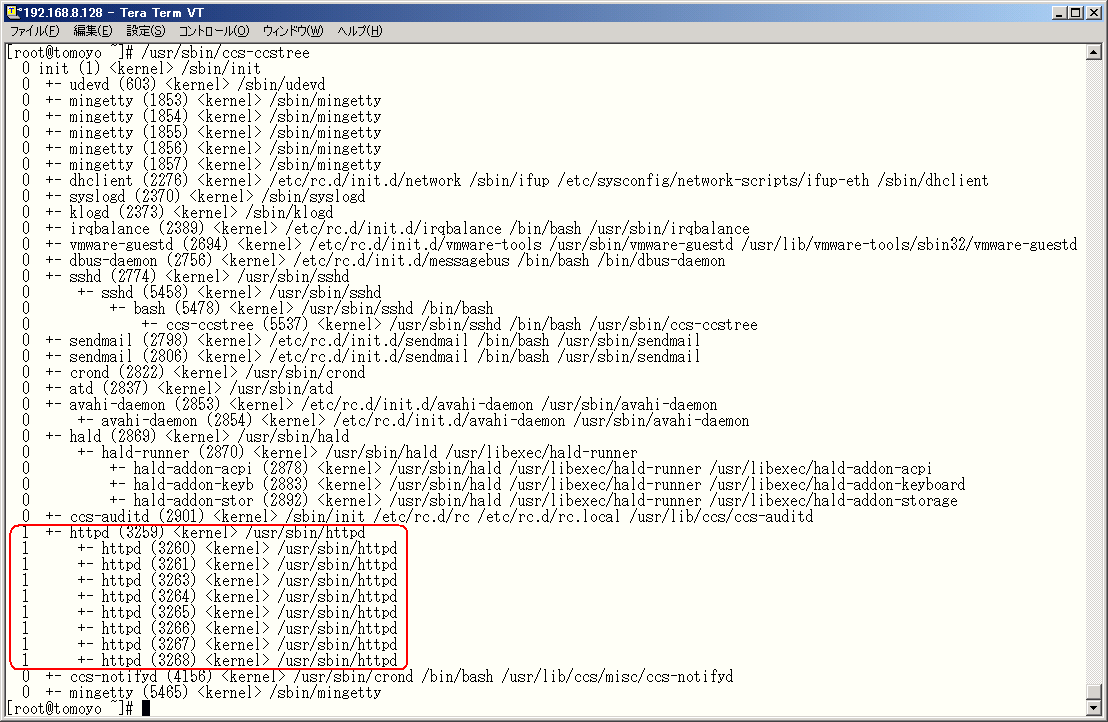 192.168.8.128 - Tera Term VT
ファイル(F) 編集(E) 設定(S) コントロール(O) ウィンドウ(W) ヘルプ(H)
[root@tomoyo ~]# /usr/sbin/ccs-ccstree
0 init (1) <kernel> /sbin/init
0 +- udevd (603) <kernel> /sbin/udevd
0 +- mingetty (1853) <kernel> /sbin/mingetty
0 +- mingetty (1854) <kernel> /sbin/mingetty
0 +- mingetty (1855) <kernel> /sbin/mingetty
0 +- mingetty (1856) <kernel> /sbin/mingetty
0 +- mingetty (1857) <kernel> /sbin/mingetty
0 +- dhclient (2276) <kernel> /etc/rc.d/init.d/network /sbin/ifup /etc/sysconfig/network-scripts/ifup-eth /sbin/dhclient
0 +- syslogd (2370) <kernel> /sbin/syslogd
0 +- klogd (2373) <kernel> /sbin/klogd
0 +- irqbalance (2389) <kernel> /etc/rc.d/init.d/irqbalance /bin/bash /usr/sbin/irqbalance
0 +- vmware-guestd (2694) <kernel> /etc/rc.d/init.d/vmware-tools /usr/sbin/vmware-guestd /usr/lib/vmware-tools/sbin32/vmware-guestd
0 +- dbus-daemon (2756) <kernel> /etc/rc.d/init.d/messagebus /bin/bash /bin/dbus-daemon
0 +- sshd (2774) <kernel> /usr/sbin/sshd
0 +- sshd (5458) <kernel> /usr/sbin/sshd
0 +- bash (5478) <kernel> /usr/sbin/sshd /bin/bash
0 +- ccs-ccstree (5537) <kernel> /usr/sbin/sshd /bin/bash /usr/sbin/ccs-ccstree
0 +- sendmail (2798) <kernel> /etc/rc.d/init.d/sendmail /bin/bash /usr/sbin/sendmail
0 +- sendmail (2806) <kernel> /etc/rc.d/init.d/sendmail /bin/bash /usr/sbin/sendmail
0 +- crond (2822) <kernel> /usr/sbin/crond
0 +- atd (2837) <kernel> /usr/sbin/atd
0 +- avahi-daemon (2853) <kernel> /etc/rc.d/init.d/avahi-daemon /usr/sbin/avahi-daemon
0 +- avahi-daemon (2854) <kernel> /etc/rc.d/init.d/avahi-daemon /usr/sbin/avahi-daemon
0 +- hald (2869) <kernel> /usr/sbin/hald
0 +- hald-runner (2870) <kernel> /usr/sbin/hald /usr/libexec/hald-runner
0 +- hald-addon-acpi (2878) <kernel> /usr/sbin/hald /usr/libexec/hald-runner /usr/libexec/hald-addon-acpi
0 +- hald-addon-keyb (2883) <kernel> /usr/sbin/hald /usr/libexec/hald-runner /usr/libexec/hald-addon-keyboard
0 +- hald-addon-stor (2892) <kernel> /usr/sbin/hald /usr/libexec/hald-runner /usr/libexec/hald-addon-storage
0 +- ccs-auditd (2901) <kernel> /sbin/init /etc/rc.d/rc /etc/rc.d/rc.local /usr/lib/ccs/ccs-auditd
1 +- httpd (3259) <kernel> /usr/sbin/httpd
1 +- httpd (3260) <kernel> /usr/sbin/httpd
1 +- httpd (3261) <kernel> /usr/sbin/httpd
1 +- httpd (3263) <kernel> /usr/sbin/httpd
1 +- httpd (3264) <kernel> /usr/sbin/httpd
1 +- httpd (3265) <kernel> /usr/sbin/httpd
1 +- httpd (3266) <kernel> /usr/sbin/httpd
1 +- httpd (3267) <kernel> /usr/sbin/httpd
1 +- httpd (3268) <kernel> /usr/sbin/httpd
0 +- ccs-notifyd (4156) <kernel> /usr/sbin/crond /bin/bash /usr/lib/ccs/misc/ccs-notifyd
0 +- mingetty (5465) <kernel> /sbin/mingetty
[root@tomoyo ~]#